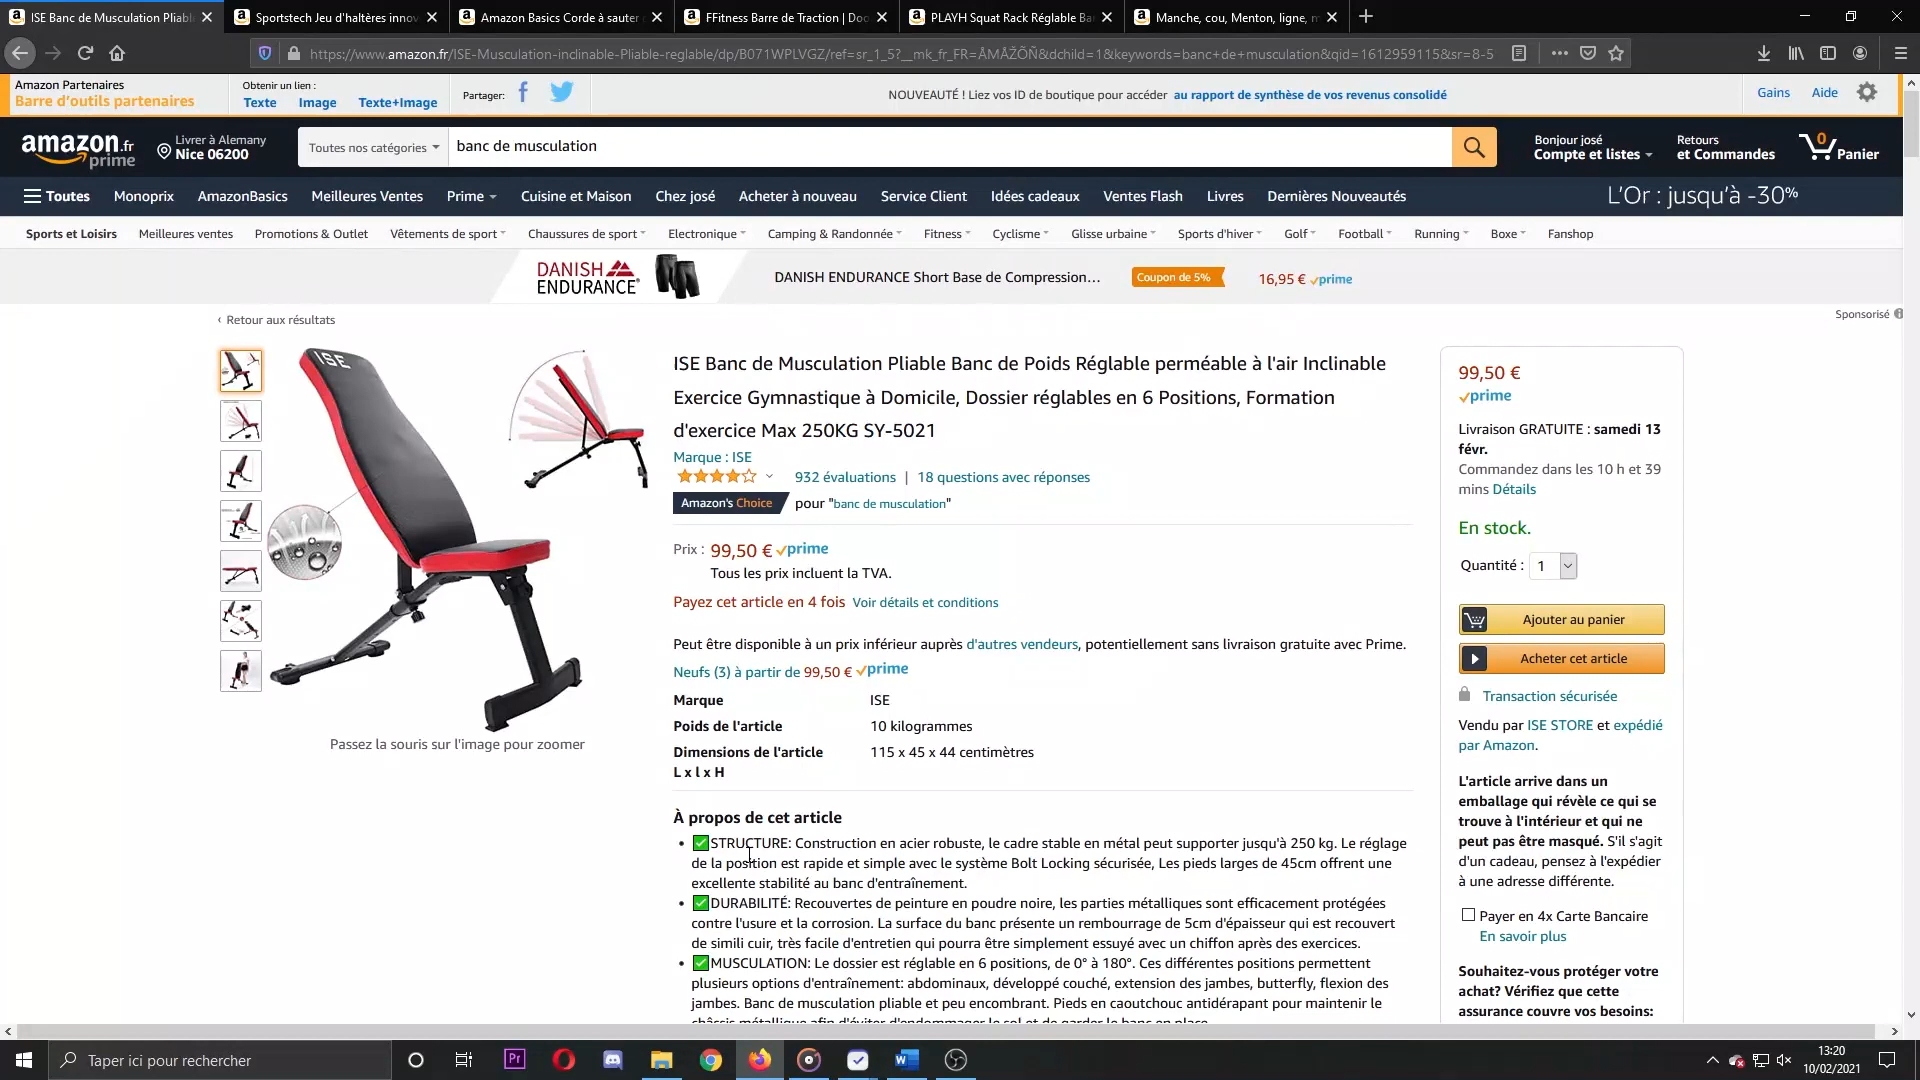 ISE Banc de Musculation Pliabl
Sportstech Jeu d'haltères innov
Amazon Basics Corde à sauter
FFitness Barre de Traction | Doo
PLAYH Squat Rack Réglable Ba
Manche, cou, Menton, ligne, m
https://www.amazon.fr/ISE-Musculation-inclinable-Pliable-reglable/dp/B071WPLVGZ/ref=sr_1_5?__mk_fr_FR=ÅMÅŽÕÑ&dchild=1&keywords=banc+de+musculation&qid=1612959115&sr=8-5
Amazon Partenaires
Barre d'outils partenaires
Obtenir un lien :
Texte Image Texte+Image
Partager:
NOUVEAUTÉ ! Liez vos ID de boutique pour accéder au rapport de synthèse de vos revenus consolidé
Gains Aide
amazon.fr
prime
Livrer à Alemany
Nice 06200
Toutes nos catégories
banc de musculation
Bonjour josé
Compte et listes
Retours
et Commandes
0
Panier
Toutes Monoprix AmazonBasics Meilleures Ventes Prime Cuisine et Maison Chez josé Acheter à nouveau Service Client Idées cadeaux Ventes Flash Livres Dernières Nouveautés
L'Or : jusqu'à -30%
Sports et Loisirs Meilleures ventes Promotions & Outlet Vêtements de sport Chaussures de sport Electronique Camping & Randonnée Fitness Cyclisme Glisse urbaine Sports d'hiver Golf Football Running Boxe Fanshop
DANISH
ENDURANCE
DANISH ENDURANCE Short Base de Compression…
Coupon de 5%
16,95 € prime
Sponsorisé
‹ Retour aux résultats
ISE
Passez la souris sur l'image pour zoomer
ISE Banc de Musculation Pliable Banc de Poids Réglable perméable à l'air Inclinable
Exercice Gymnastique à Domicile, Dossier réglables en 6 Positions, Formation
d'exercice Max 250KG SY-5021
Marque : ISE
932 évaluations | 18 questions avec réponses
Amazon's Choice pour "banc de musculation"
Prix : 99,50 € prime
Tous les prix incluent la TVA.
Payez cet article en 4 fois Voir détails et conditions
Peut être disponible à un prix inférieur auprès d'autres vendeurs, potentiellement sans livraison gratuite avec Prime.
Neufs (3) à partir de 99,50 € prime
Marque ISE
Poids de l'article 10 kilogrammes
Dimensions de l'article 115 x 45 x 44 centimètres
L x l x H
À propos de cet article
• ✅STRUCTURE: Construction en acier robuste, le cadre stable en métal peut supporter jusqu'à 250 kg. Le réglage
de la position est rapide et simple avec le système Bolt Locking sécurisée, Les pieds larges de 45cm offrent une
excellente stabilité au banc d'entraînement.
• ✅DURABILITÉ: Recouvertes de peinture en poudre noire, les parties métalliques sont efficacement protégées
contre l'usure et la corrosion. La surface du banc présente un rembourrage de 5cm d'épaisseur qui est recouvert
de simili cuir, très facile d'entretien qui pourra être simplement essuyé avec un chiffon après des exercices.
• ✅MUSCULATION: Le dossier est réglable en 6 positions, de 0° à 180°. Ces différentes positions permettent
plusieurs options d'entraînement: abdominaux, développé couché, extension des jambes, butterfly, flexion des
jambes. Banc de musculation pliable et peu encombrant. Pieds en caoutchouc antidérapant pour maintenir le
châssis métallique afin d'éviter d'endommager le sol et de garder le banc en place.
99,50 €
prime
Livraison GRATUITE : samedi 13
févr.
Commandez dans les 10 h et 39
mins Détails
En stock.
Quantité : 1
Ajouter au panier
Acheter cet article
Transaction sécurisée
Vendu par ISE STORE et expédié
par Amazon.
L'article arrive dans un
emballage qui révèle ce qui se
trouve à l'intérieur et qui ne
peut pas être masqué. S'il s'agit
d'un cadeau, pensez à l'expédier
à une adresse différente.
Payer en 4x Carte Bancaire
En savoir plus
Souhaitez-vous protéger votre
achat? Vérifiez que cette
assurance couvre vos besoins:
Taper ici pour rechercher
13:20
10/02/2021